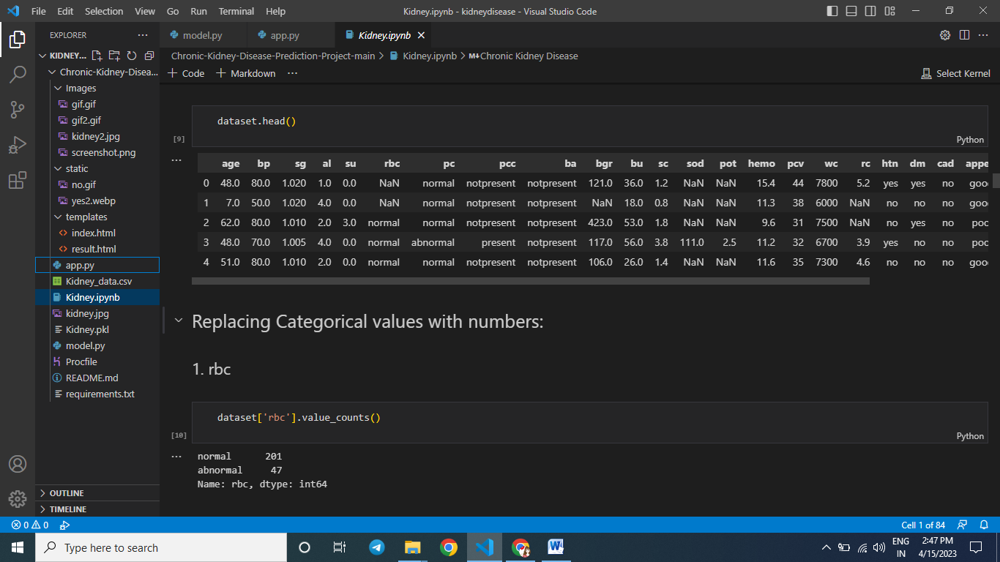 File Edit Selection View Go Run Terminal Help Kidney.ipynb - kidneydisease - Visual Studio Code
EXPLORER
KIDNEY...
Chronic-Kidney-Disea...
Images
gif.gif
gif2.gif
kidney2.jpg
screenshot.png
static
no.gif
yes2.webp
templates
index.html
result.html
app.py
Kidney_data.csv
Kidney.ipynb
kidney.jpg
Kidney.pkl
model.py
Procfile
README.md
requirements.txt
OUTLINE
TIMELINE
model.py app.py Kidney.ipynb
Chronic-Kidney-Disease-Prediction-Project-main > Kidney.ipynb > M↓Chronic Kidney Disease
+ Code + Markdown ... Select Kernel
dataset.head()
[9] Python
age bp sg al su rbc pc pcc ba bgr bu sc sod pot hemo pcv wc rc htn dm cad appe
0 48.0 80.0 1.020 1.0 0.0 NaN normal notpresent notpresent 121.0 36.0 1.2 NaN NaN 15.4 44 7800 5.2 yes yes no goo
1 7.0 50.0 1.020 4.0 0.0 NaN normal notpresent notpresent NaN 18.0 0.8 NaN NaN 11.3 38 6000 NaN no no no goo
2 62.0 80.0 1.010 2.0 3.0 normal normal notpresent notpresent 423.0 53.0 1.8 NaN NaN 9.6 31 7500 NaN no yes no poo
3 48.0 70.0 1.005 4.0 0.0 normal abnormal present notpresent 117.0 56.0 3.8 111.0 2.5 11.2 32 6700 3.9 yes no no poo
4 51.0 80.0 1.010 2.0 0.0 normal normal notpresent notpresent 106.0 26.0 1.4 NaN NaN 11.6 35 7300 4.6 no no no goo
Replacing Categorical values with numbers:
1. rbc
dataset['rbc'].value_counts()
[10] Python
normal 201
abnormal 47
Name: rbc, dtype: int64
0 0 Cell 1 of 84
Type here to search ENG IN 2:47 PM 4/15/2023